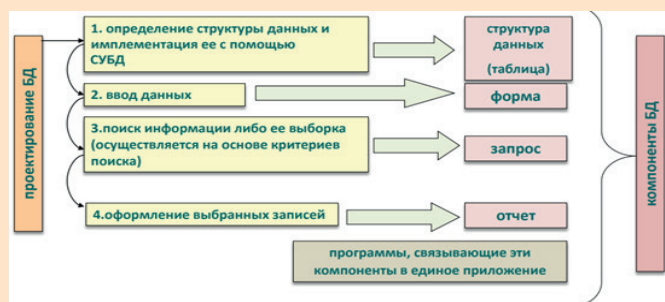 проектирование БД
1. определение структуры данных и
имплементация ее с помощью
СУБД
структура
данных
(таблица)
2. ввод данных
форма
3.поиск информации либо ее выборка
(осуществляется на основе критериев
поиска)
запрос
4.оформление выбранных записей
отчет
программы, связывающие эти
компоненты в единое приложение
компоненты БД